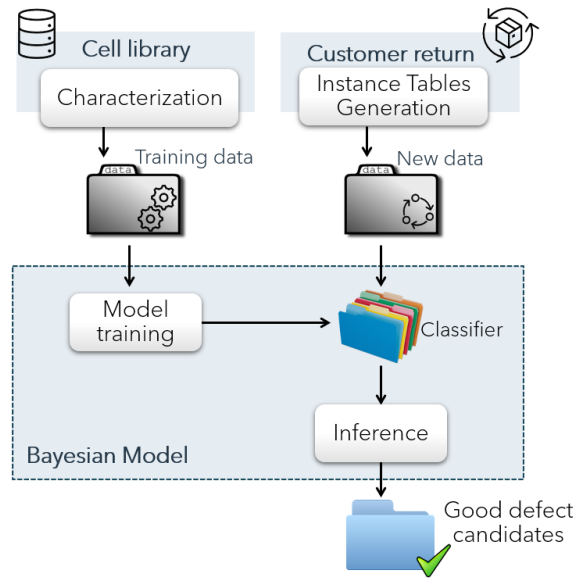 Cell library
Characterization
Customer return
Instance Tables
Generation
Training data
data
New data
data
Model
training
Classifier
Inference
Bayesian Model
Good defect
candidates